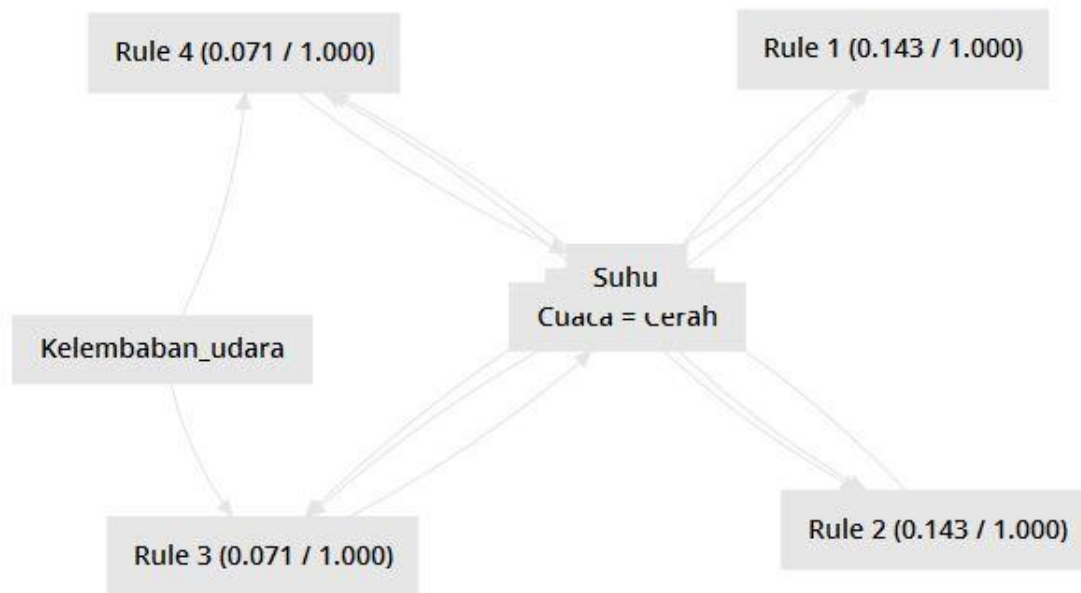 Rule 4 (0.071 / 1.000)
Rule 1 (0.143 / 1.000)
Suhu
Cuaca = Cerah
Kelembaban_udara
Rule 2 (0.143 / 1.000)
Rule 3 (0.071 / 1.000)